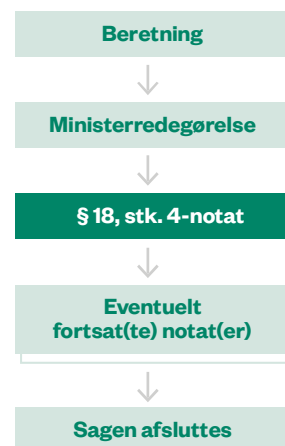 Beretning
Ministerredegørelse
§ 18, stk. 4-notat
Eventuelt
fortsat(te) notat(er)
Sagen afsluttes